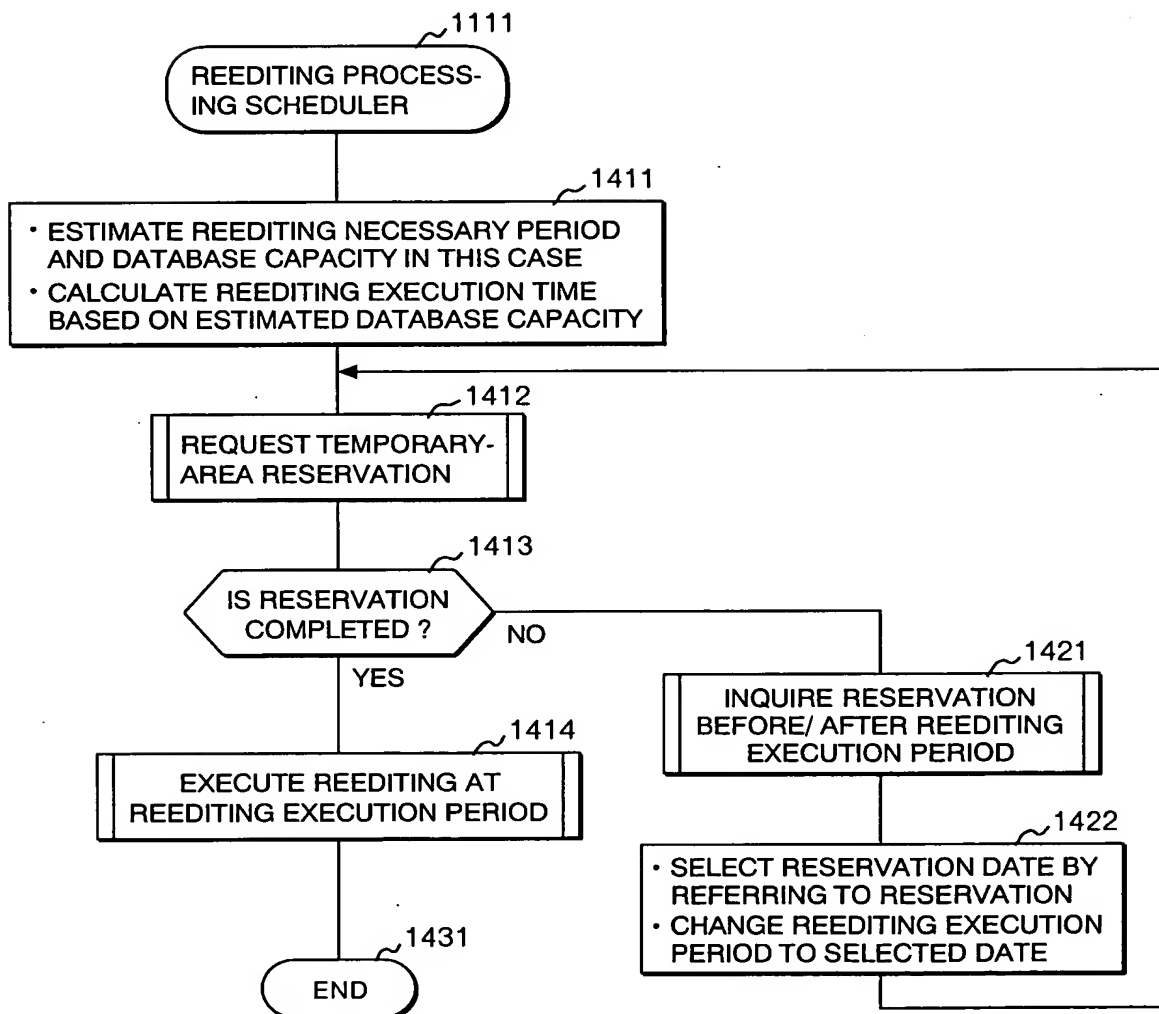 1111
REEDITING PROCESS-
ING SCHEDULER
1411
• ESTIMATE REEDITING NECESSARY PERIOD
AND DATABASE CAPACITY IN THIS CASE
• CALCULATE REEDITING EXECUTION TIME
BASED ON ESTIMATED DATABASE CAPACITY
1412
REQUEST TEMPORARY-
AREA RESERVATION
1413
IS RESERVATION
COMPLETED ?
NO
YES
1414
EXECUTE REEDITING AT
REEDITING EXECUTION PERIOD
1421
INQUIRE RESERVATION
BEFORE/ AFTER REEDITING
EXECUTION PERIOD
1422
• SELECT RESERVATION DATE BY
REFERRING TO RESERVATION
• CHANGE REEDITING EXECUTION
PERIOD TO SELECTED DATE
1431
END